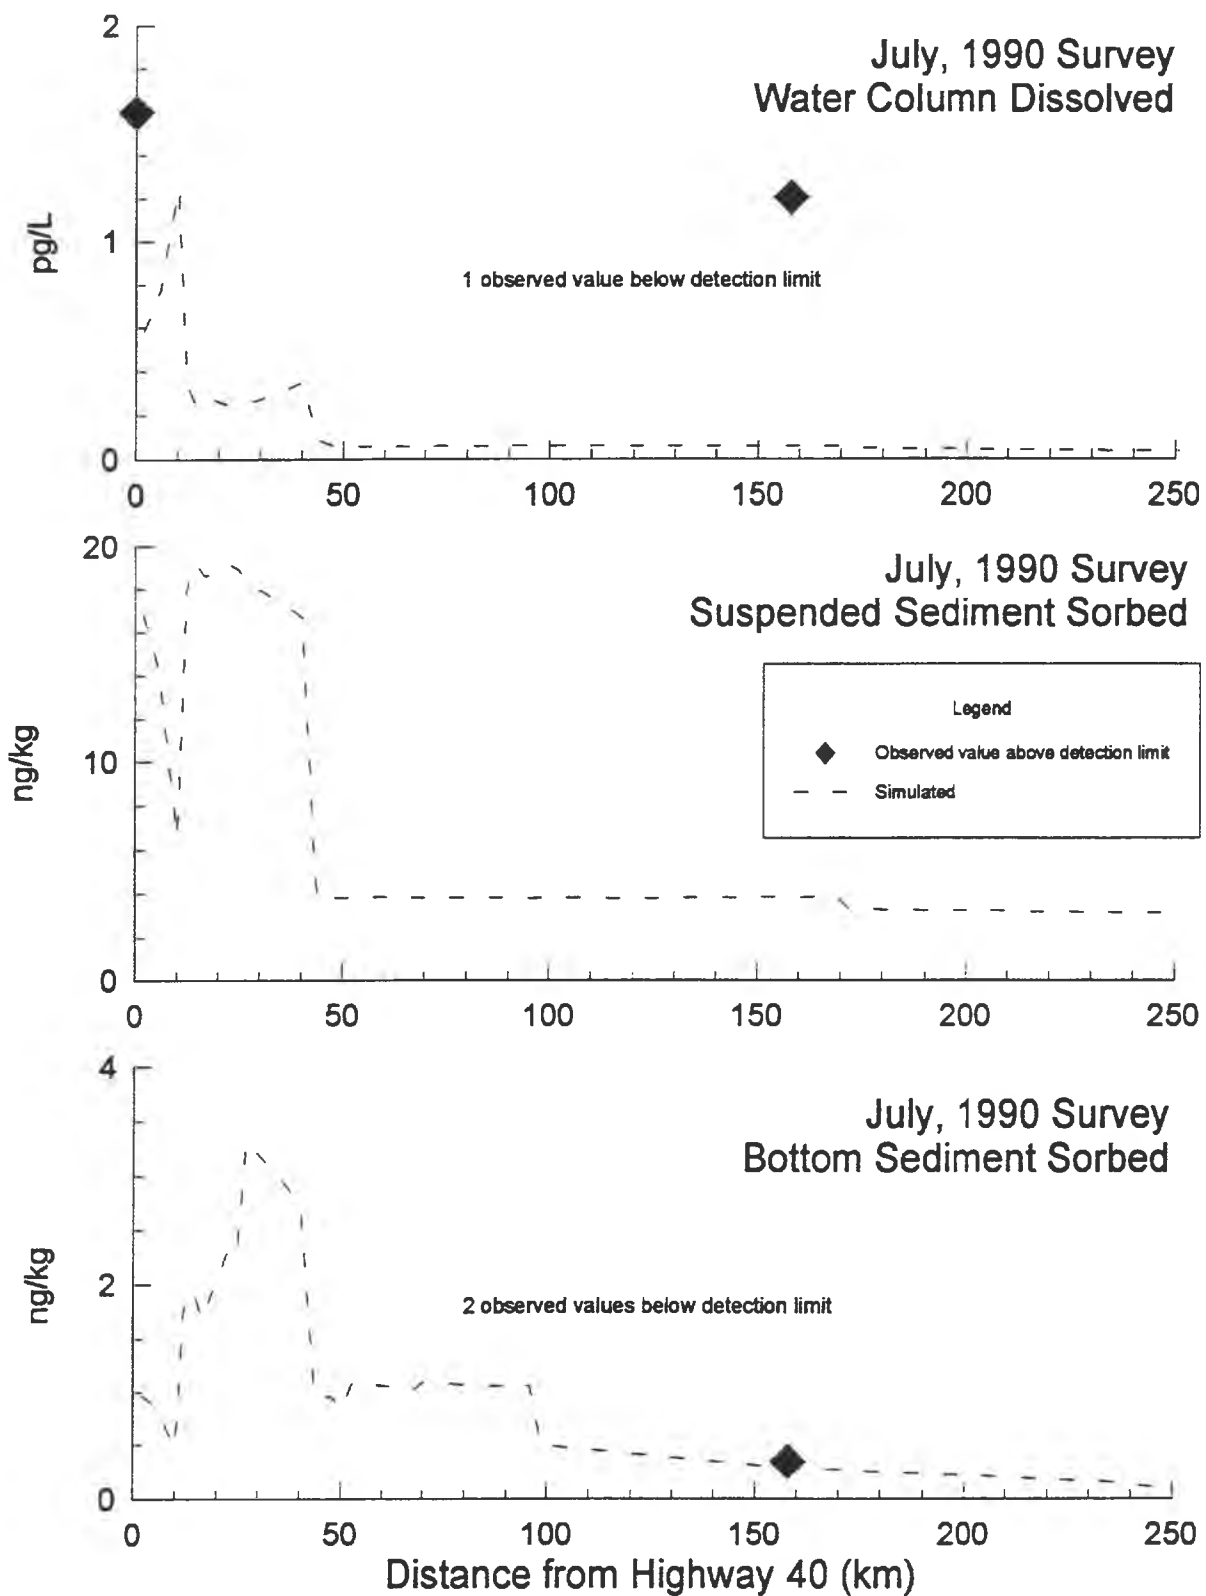 2
July, 1990 Survey
Water Column Dissolved
pg/L
1
1 observed value below detection limit
0
0 50 100 150 200 250
20
July, 1990 Survey
Suspended Sediment Sorbed
Legend
Observed value above detection limit
Simulated
ng/kg
10
0
0 50 100 150 200 250
4
July, 1990 Survey
Bottom Sediment Sorbed
ng/kg
2
2 observed values below detection limit
0
0 50 100 150 200 250
Distance from Highway 40 (km)